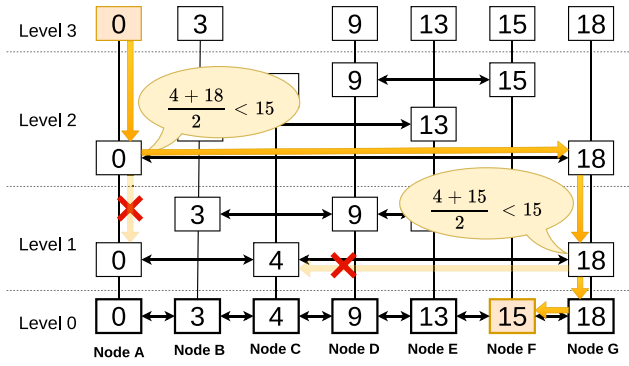 Level 3 0 3 9 13 15 18
9 15
Level 2 4 + 18 / 2 < 15 13
0 18
3 9 4 + 15 / 2 < 15
Level 1
0 4 18
Level 0 0 3 4 9 13 15 18
Node A Node B Node C Node D Node E Node F Node G